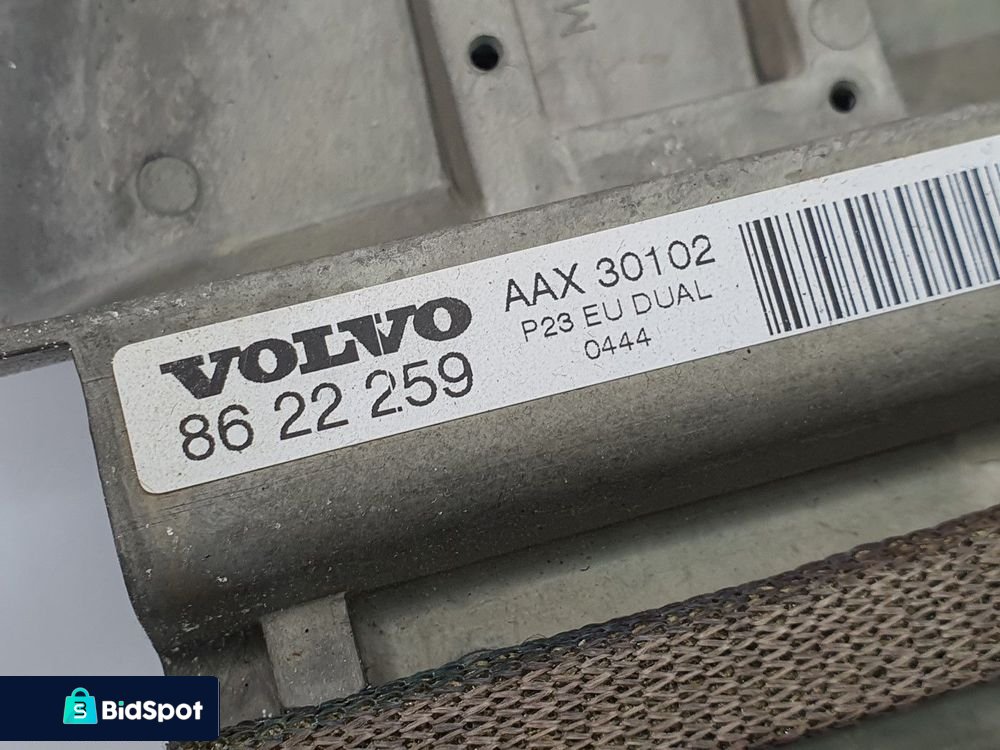 M
VOLVO
86 22 259
AAX 30102
P23 EU DUAL
0444
BidSpot